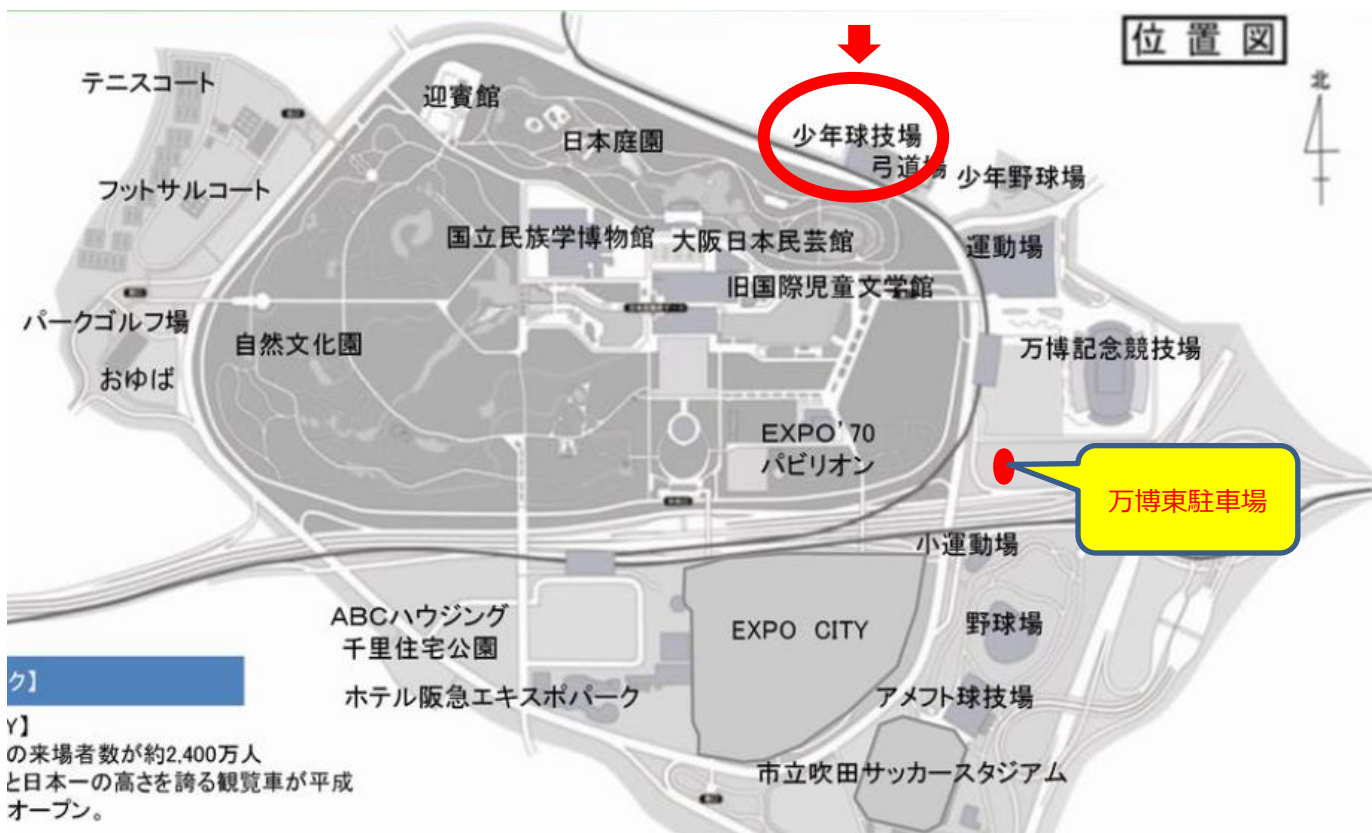 位置図
北
テニスコート
迎賓館
日本庭園
少年球技場
弓道場
少年野球場
フットサルコート
国立民族学博物館
大阪日本民芸館
運動場
旧国際児童文学館
パークゴルフ場
自然文化園
万博記念競技場
おゆば
EXPO'70
パビリオン
万博東駐車場
小運動場
ABCハウジング
千里住宅公園
EXPO CITY
野球場
ホテル阪急エキスポパーク
アメフト球技場
市立吹田サッカースタジアム
ク】
Y】
の来場者数が約2,400万人
と日本一の高さを誇る観覧車が平成
オープン。